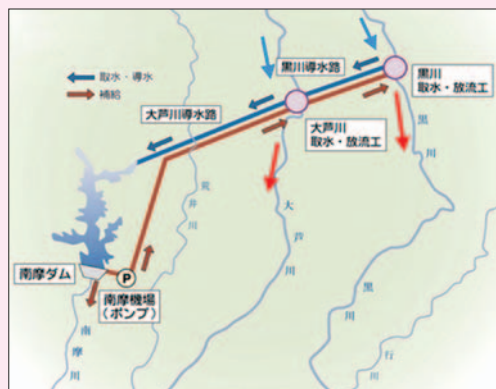 取水・導水
補給
黒川導水路
黒川
取水・放流工
大芦川導水路
大芦川
取水・放流工
黒川
荒井川
大芦川
黒川
行川
南摩ダム
P
南摩機場
(ポンプ)
南摩川